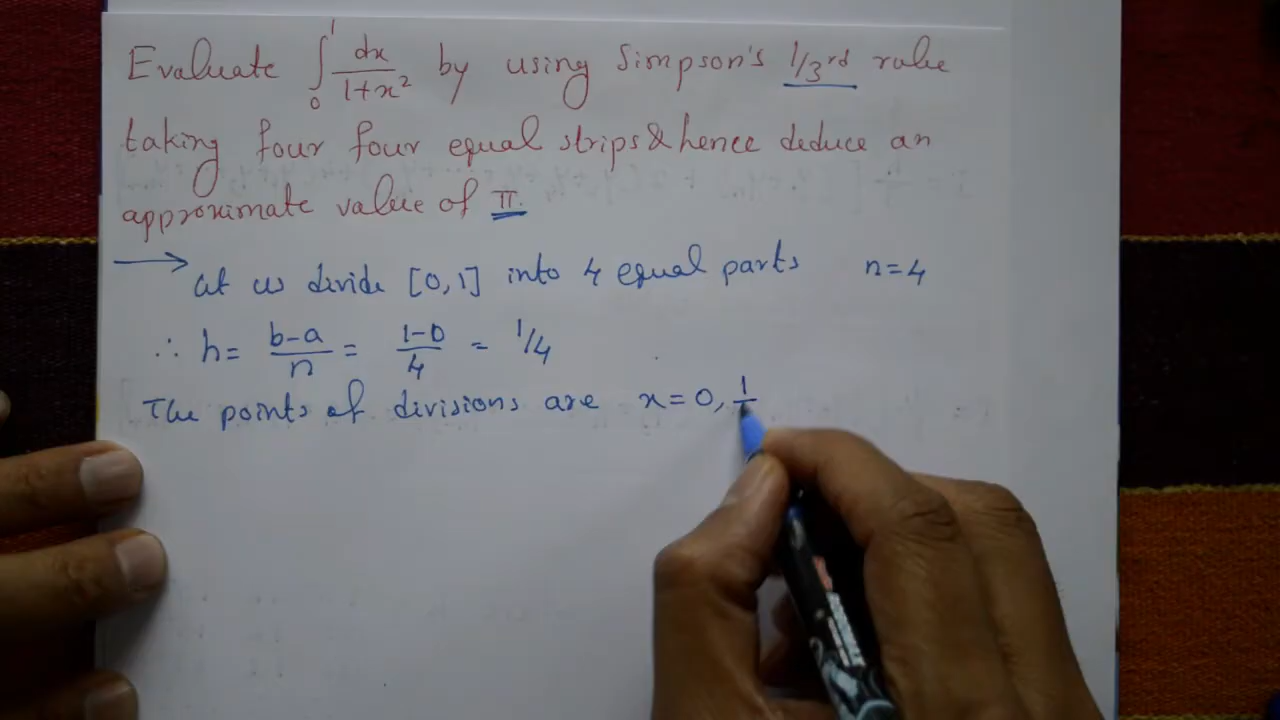 Evaluate ∫₀¹ dx/(1+x²) by using Simpson's 1/3rd rule
taking four four equal strips & hence deduce an
approximate value of π.
→ let us divide [0,1] into 4 equal parts n=4
∴ h = (b-a)/n = (1-0)/4 = 1/4
The points of divisions are x=0, 1/